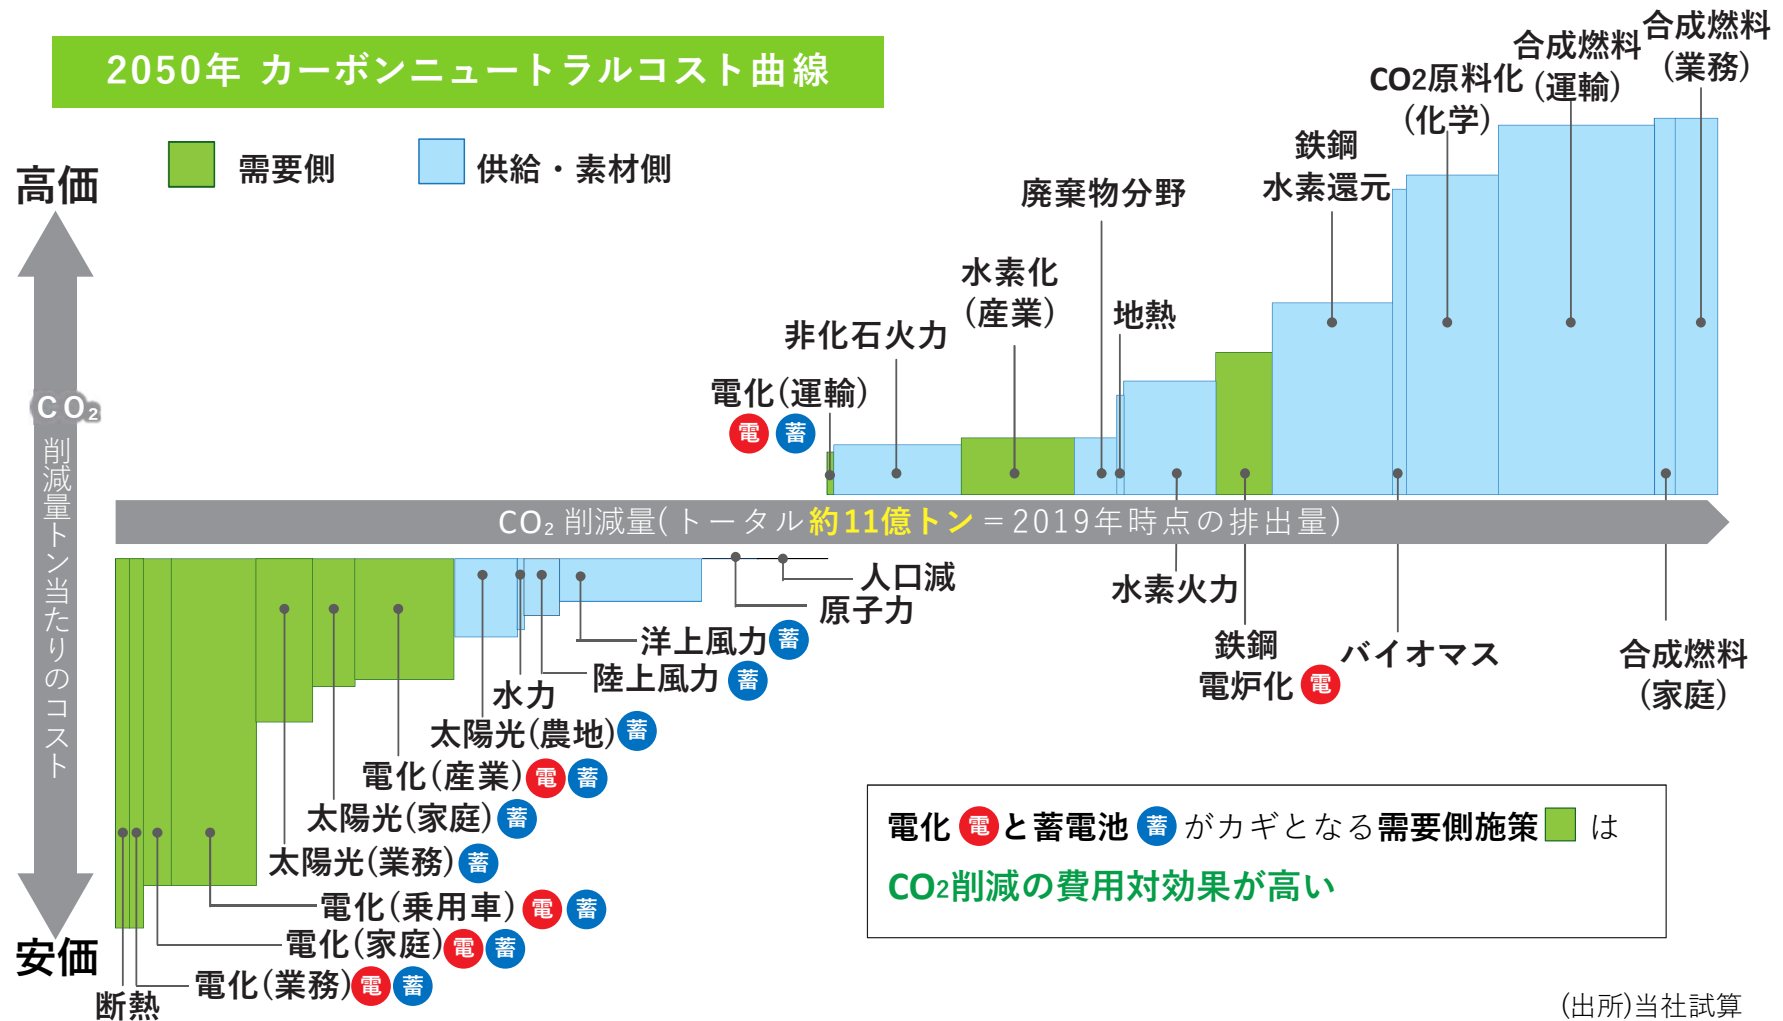 2050年 カーボンニュートラルコスト曲線
需要側
供給・素材側
高価
CO₂
削減量トン当たりのコスト
安価
合成燃料
(業務)
合成燃料
(運輸)
CO2原料化
(化学)
鉄鋼
水素還元
廃棄物分野
水素化
(産業)
地熱
非化石火力
電化(運輸)
電 蓄
CO₂ 削減量(トータル約11億トン=2019年時点の排出量)
人口減
原子力
洋上風力 蓄
陸上風力 蓄
水力
太陽光(農地) 蓄
電化(産業) 電 蓄
太陽光(家庭) 蓄
太陽光(業務) 蓄
電化(乗用車) 電 蓄
電化(家庭) 電 蓄
電化(業務) 電 蓄
断熱
水素火力
鉄鋼
電炉化 電
バイオマス
合成燃料
(家庭)
電化 電 と蓄電池 蓄 がカギとなる需要側施策 は
CO2削減の費用対効果が高い
(出所)当社試算